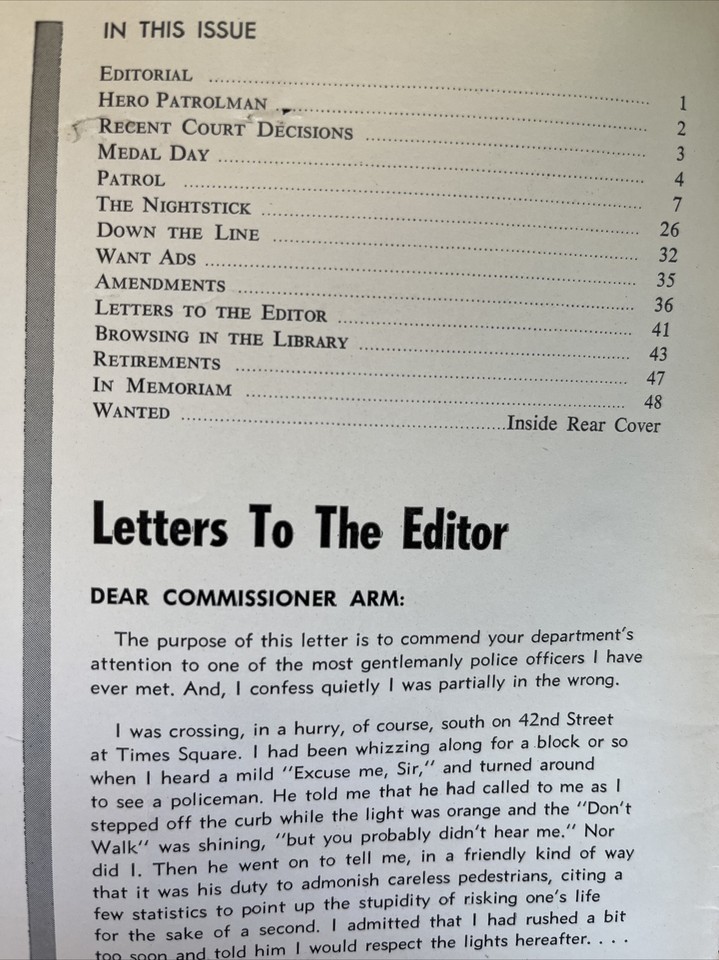 IN THIS ISSUE
EDITORIAL ........ 1
HERO PATROLMAN ........ 2
RECENT COURT DECISIONS ........ 3
MEDAL DAY ........ 4
PATROL ........ 7
THE NIGHTSTICK ........ 26
DOWN THE LINE ........ 32
WANT ADS ........ 35
AMENDMENTS ........ 36
LETTERS TO THE EDITOR ........ 41
BROWSING IN THE LIBRARY ........ 43
RETIREMENTS ........ 47
IN MEMORIAM ........ 48
WANTED ........ Inside Rear Cover
Letters To The Editor
DEAR COMMISSIONER ARM:
The purpose of this letter is to commend your department's
attention to one of the most gentlemanly police officers I have
ever met. And, I confess quietly I was partially in the wrong.
I was crossing, in a hurry, of course, south on 42nd Street
at Times Square. I had been whizzing along for a block or so
when I heard a mild "Excuse me, Sir," and turned around
to see a policeman. He told me that he had called to me as I
stepped off the curb while the light was orange and the "Don't
Walk" was shining, "but you probably didn't hear me." Nor
did I. Then he went on to tell me, in a friendly kind of way
that it was his duty to admonish careless pedestrians, citing a
few statistics to point up the stupidity of risking one's life
for the sake of a second. I admitted that I had rushed a bit
too soon and told him I would respect the lights hereafter. . . .